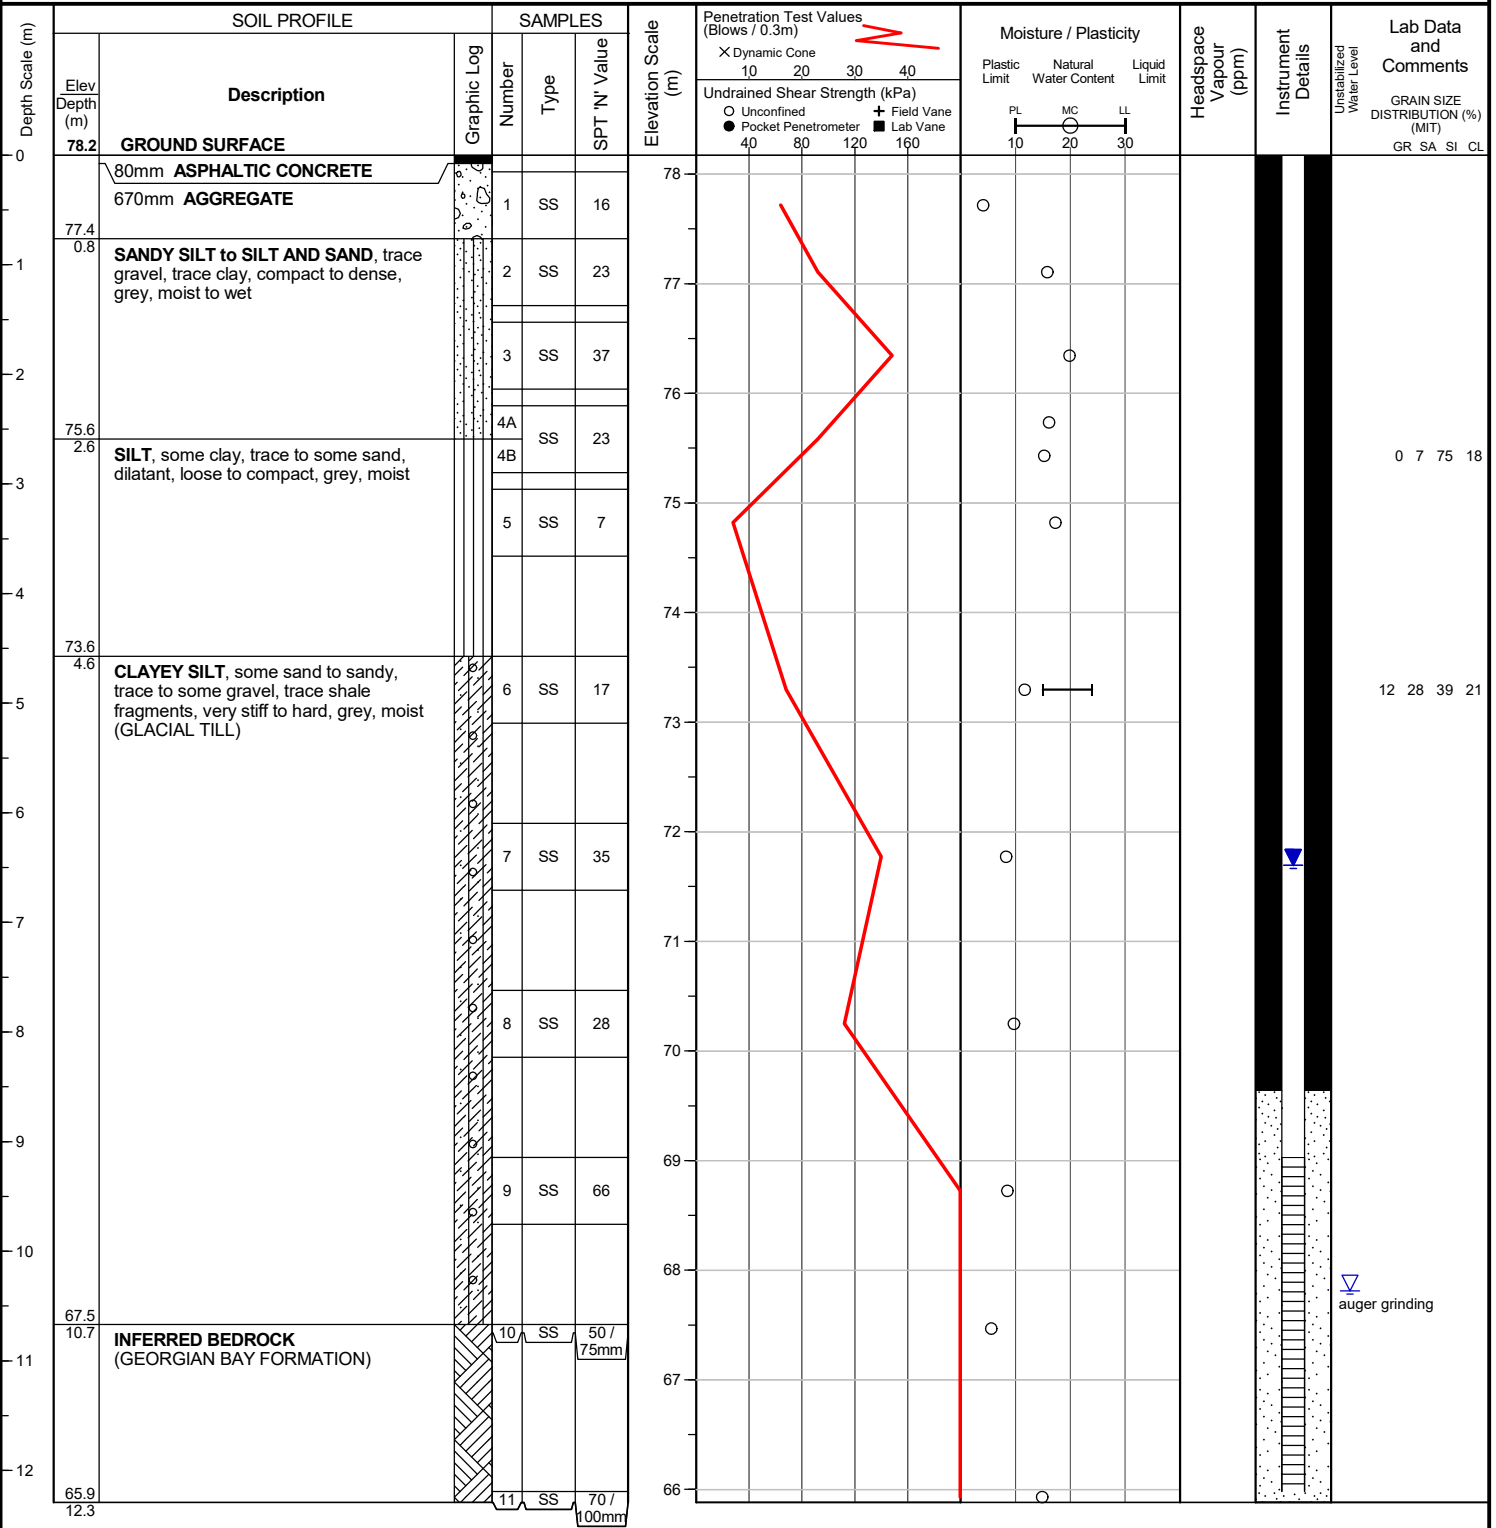 SOIL PROFILE
SAMPLES
Depth Scale (m)
Elev
Depth
(m)
Description
Graphic Log
Number
Type
SPT 'N' Value
Elevation Scale
(m)
Penetration Test Values
(Blows / 0.3m)
× Dynamic Cone
10 20 30 40
Undrained Shear Strength (kPa)
Unconfined
Field Vane
Pocket Penetrometer
Lab Vane
40 80 120 160
Moisture / Plasticity
Plastic
Limit
Natural
Water Content
Liquid
Limit
PL MC LL
10 20 30
Headspace
Vapour
(ppm)
Instrument
Details
Unstabilized
Water Level
Lab Data
and
Comments
GRAIN SIZE
DISTRIBUTION (%)
(MIT)
GR SA SI CL
78.2 GROUND SURFACE
0
80mm ASPHALTIC CONCRETE
670mm AGGREGATE
1 SS 16
78
77.4
0.8
SANDY SILT to SILT AND SAND, trace
gravel, trace clay, compact to dense,
grey, moist to wet
1
2 SS 23
77
3 SS 37
2
76
4A
SS 23
4B
75.6
2.6
SILT, some clay, trace to some sand,
dilatant, loose to compact, grey, moist
0 7 75 18
3
75
5 SS 7
4
74
73.6
4.6
CLAYEY SILT, some sand to sandy,
trace to some gravel, trace shale
fragments, very stiff to hard, grey, moist
(GLACIAL TILL)
6 SS 17
12 28 39 21
5
73
6
72
7 SS 35
7
71
8 SS 28
8
70
9
69
9 SS 66
10
68
auger grinding
67.5
10.7
INFERRED BEDROCK
(GEORGIAN BAY FORMATION)
10 SS 50 /
75mm
11
67
12
66
65.9
12.3
11 SS 70 /
100mm